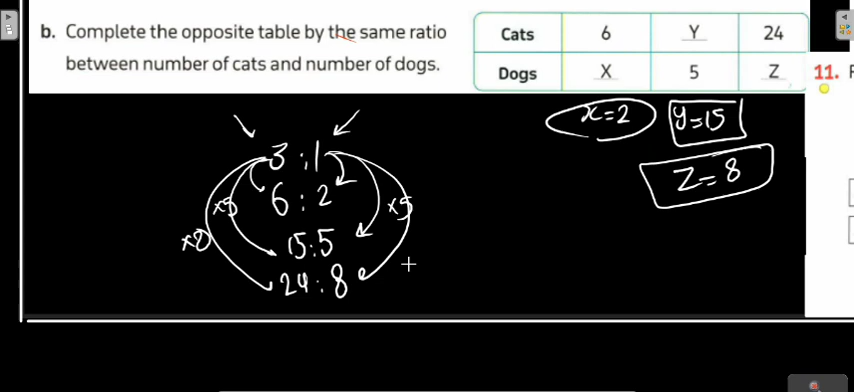 b. Complete the opposite table by the same ratio
between number of cats and number of dogs.
Cats 6 Y 24
Dogs X 5 Z
11.
x=2 y=15
Z=8
3 : 1
6 : 2
×5 ×5
15:5
×8
24:8